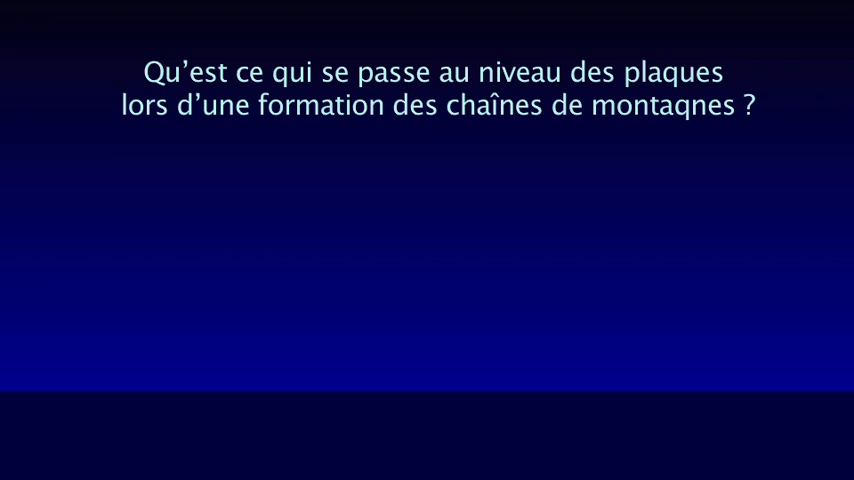 Qu’est ce qui se passe au niveau des plaques
lors d’une formation des chaînes de montaqnes ?